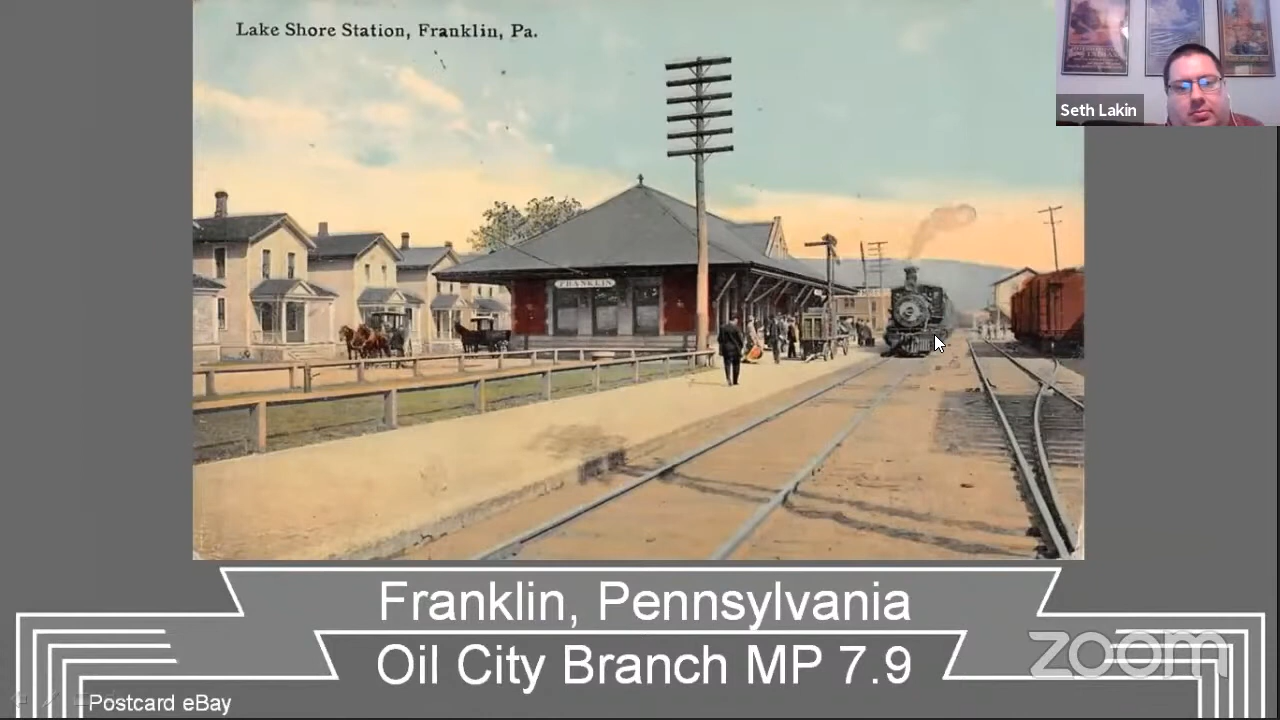 Lake Shore Station, Franklin, Pa.
Seth Lakin
FRANKLIN
Franklin, Pennsylvania
Oil City Branch MP 7.9
zoom
Postcard eBay